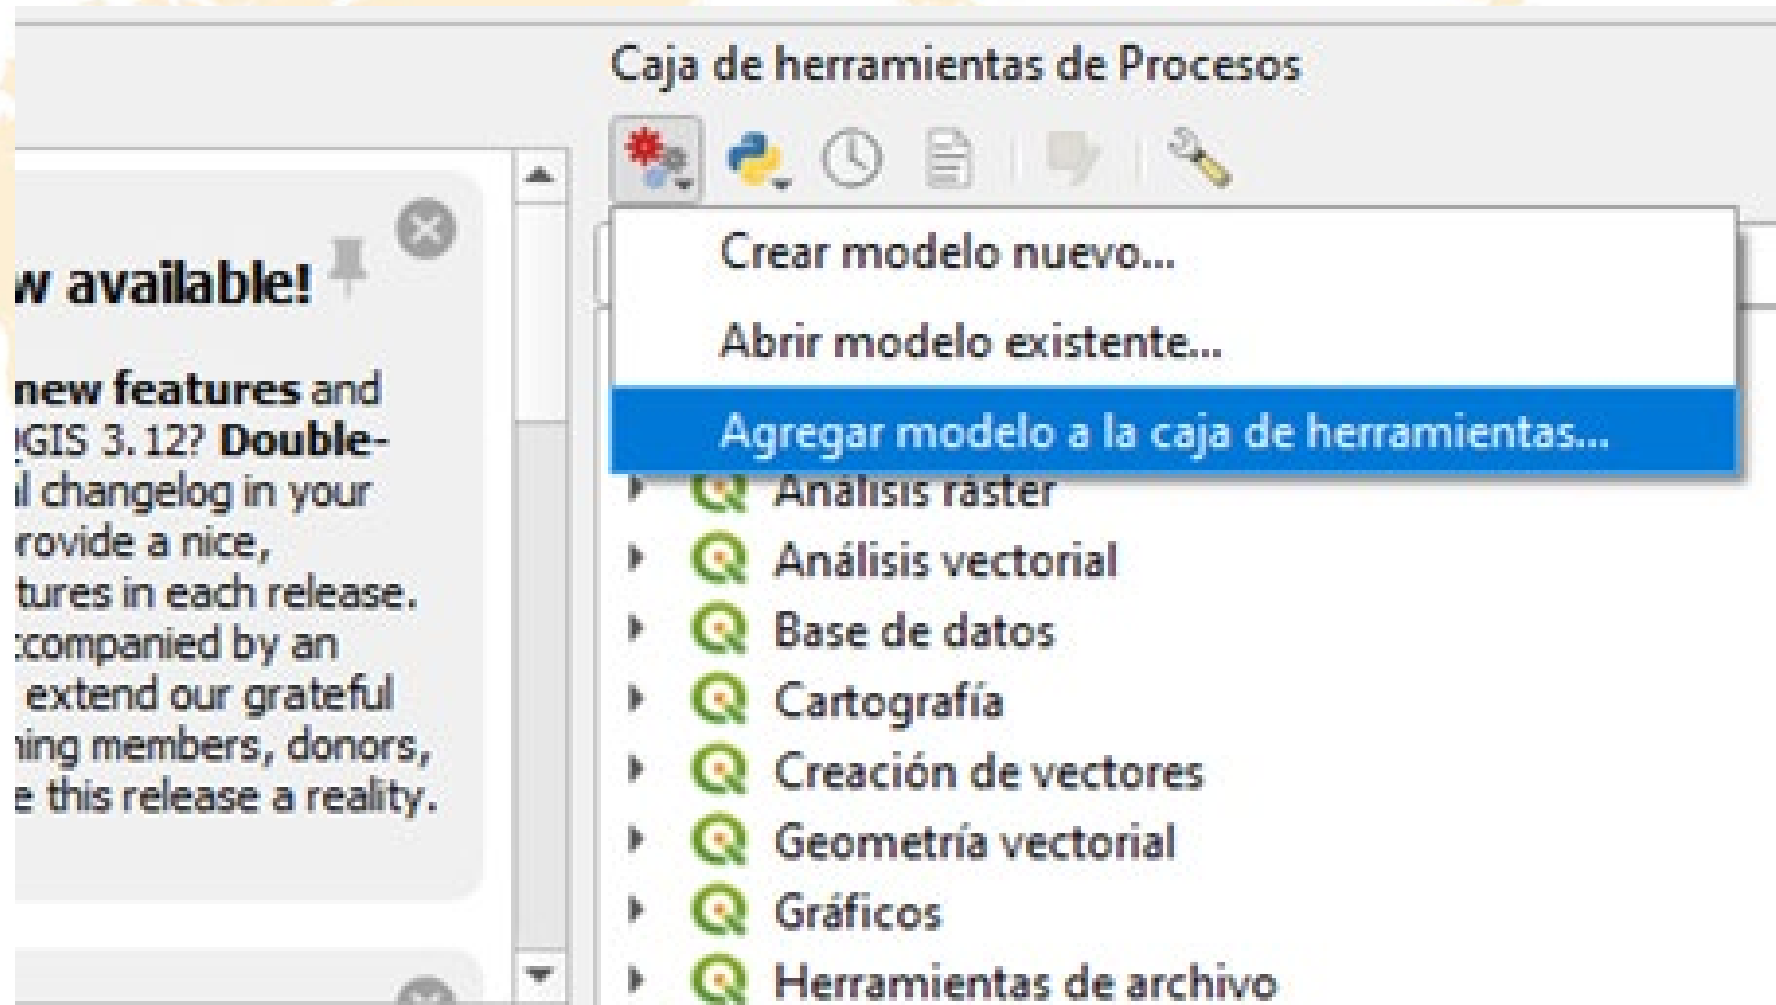 w available!
new features and
GIS 3.12? Double-
l changelog in your
rovide a nice,
tures in each release.
ccompanied by an
extend our grateful
ning members, donors,
e this release a reality.
Caja de herramientas de Procesos
Crear modelo nuevo...
Abrir modelo existente...
Agregar modelo a la caja de herramientas...
Análisis ráster
Análisis vectorial
Base de datos
Cartografía
Creación de vectores
Geometría vectorial
Gráficos
Herramientas de archivo